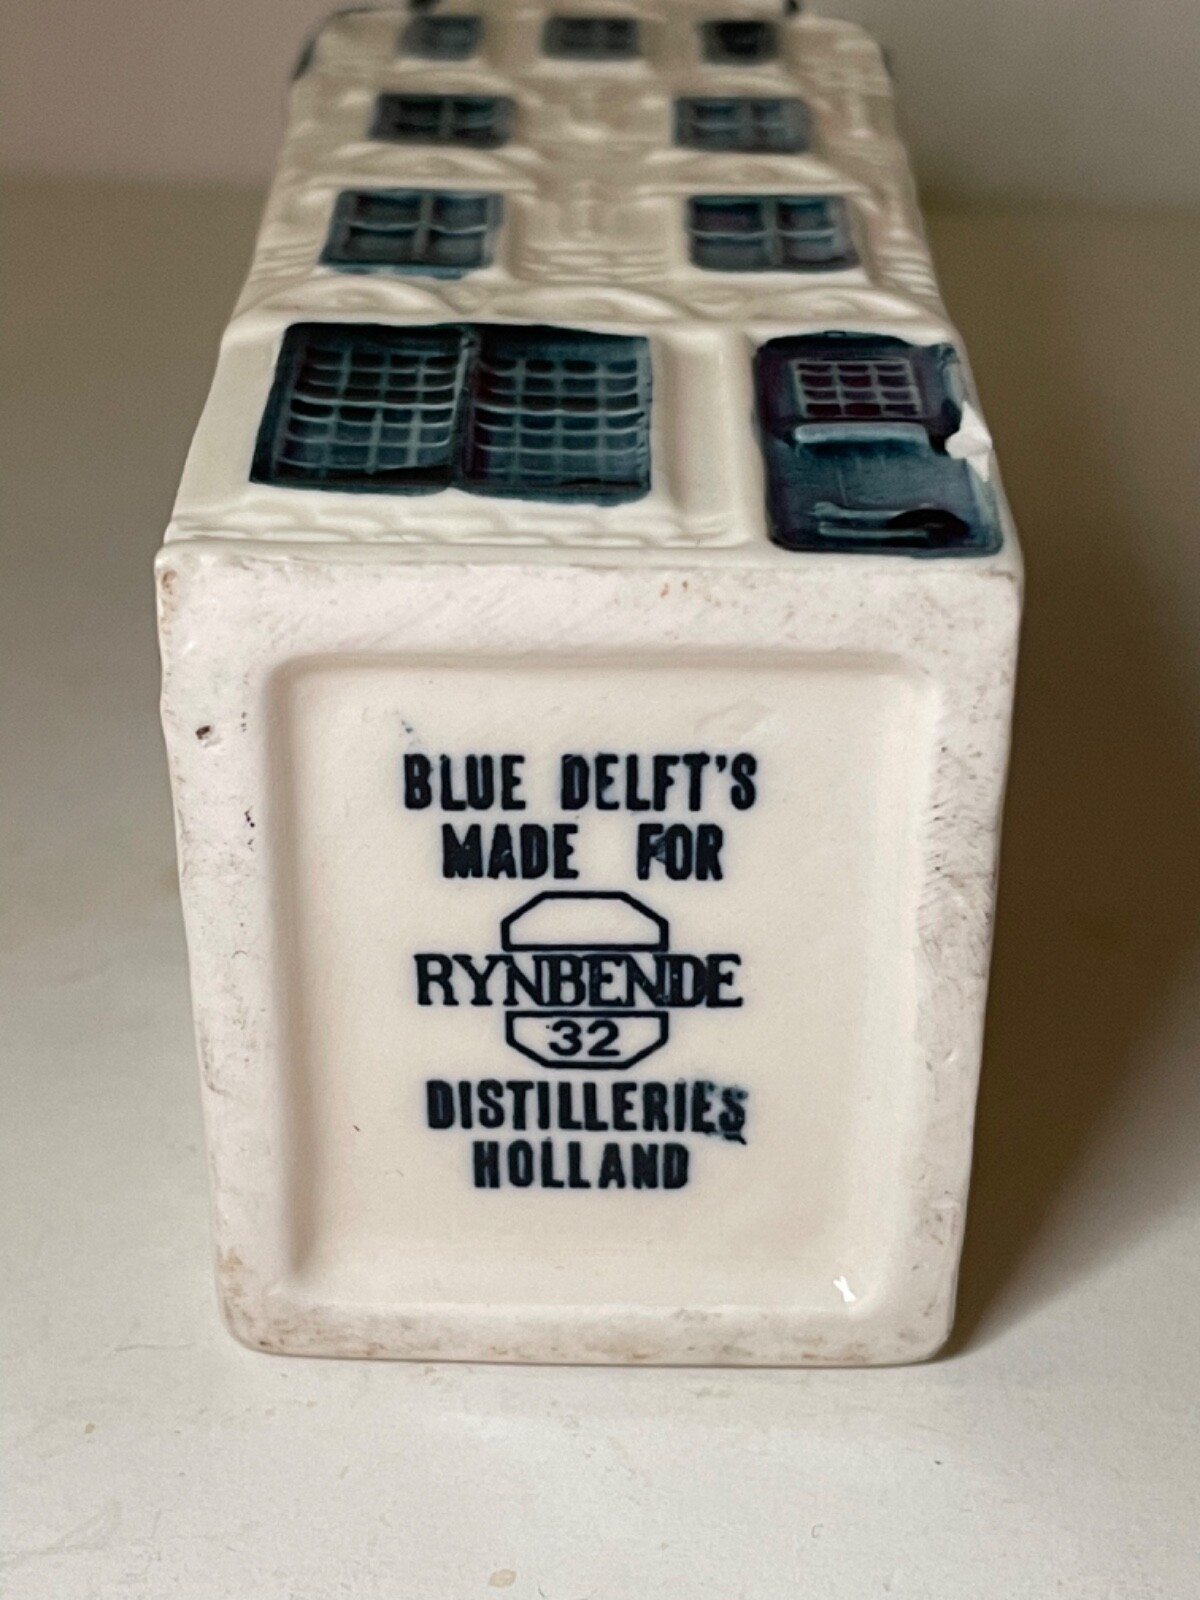 BLUE DELFT'S
MADE FOR
RYNBENDE
32
DISTILLERIES
HOLLAND